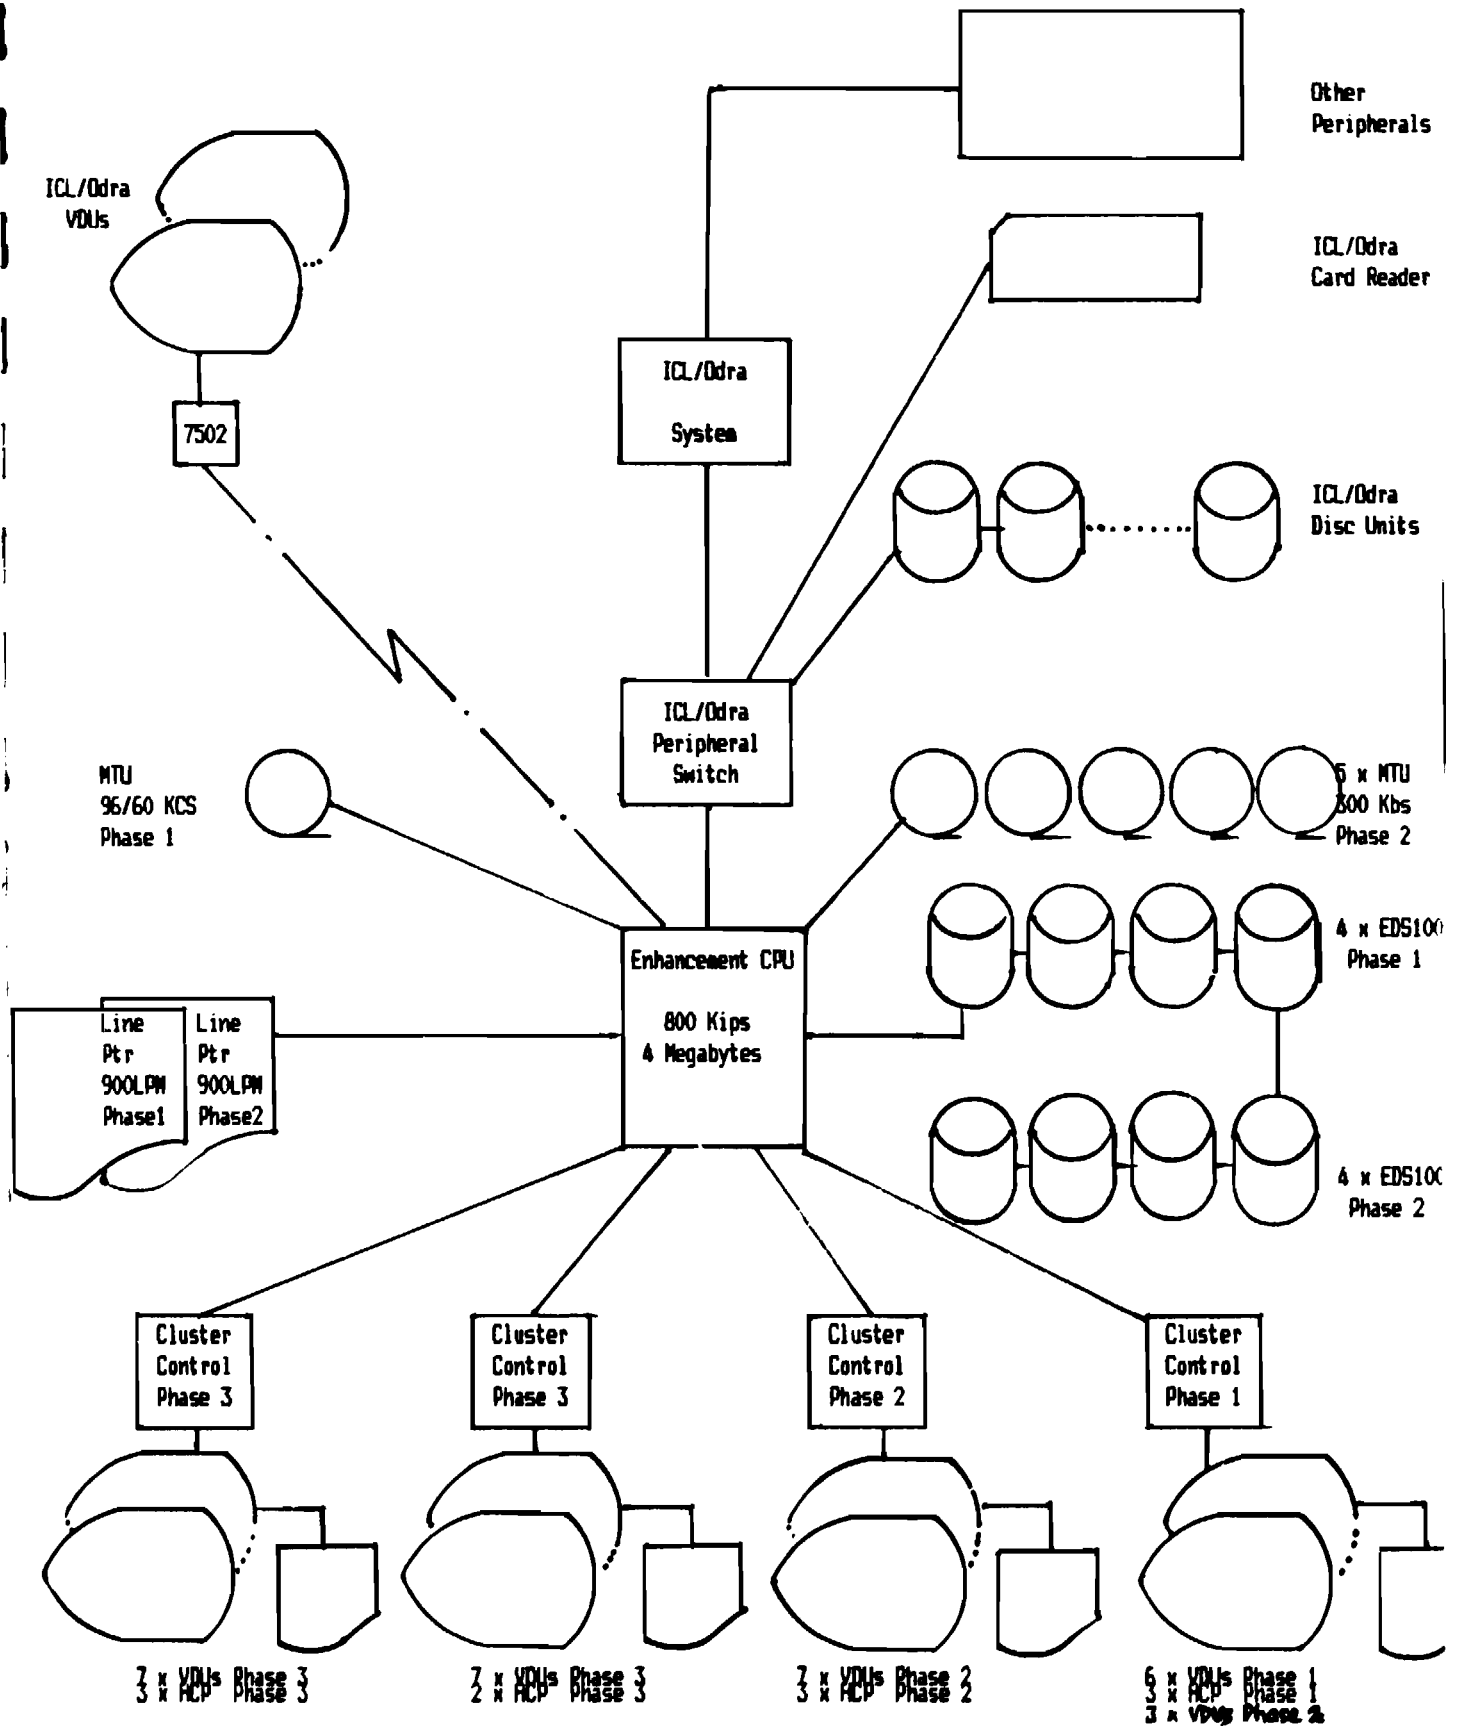 Other
Peripherals
ICL/Odra
VDUs
ICL/Odra
Card Reader
ICL/Odra
System
7502
ICL/Odra
Disc Units
ICL/Odra
Peripheral
Switch
MTU
96/60 KCS
Phase 1
5 x MTU
300 Kbs
Phase 2
4 x EDS100
Phase 1
Enhancement CPU
800 Kips
4 Megabytes
Line
Ptr
900LPM
Phase1
Line
Ptr
900LPM
Phase2
4 x EDS100
Phase 2
Cluster
Control
Phase 3
Cluster
Control
Phase 3
Cluster
Control
Phase 2
Cluster
Control
Phase 1
7 x VDUs Phase 3
3 x HCP Phase 3
7 x VDUs Phase 3
2 x HCP Phase 3
7 x VDUs Phase 2
3 x HCP Phase 2
6 x VDUs Phase 1
3 x HCP Phase 1
3 x VDUs Phase 2